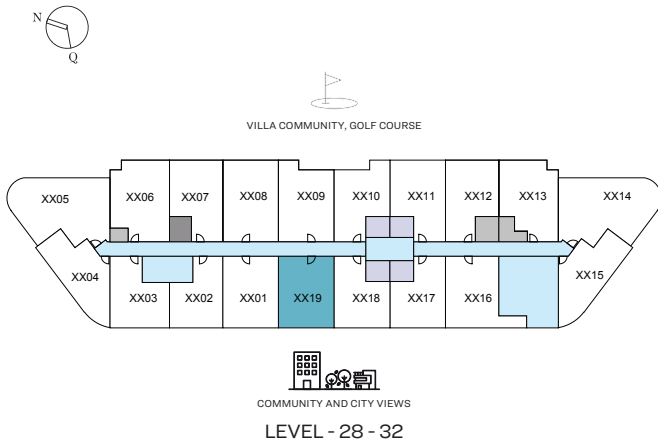 N
Q
VILLA COMMUNITY, GOLF COURSE
XX05 XX06 XX07 XX08 XX09 XX10 XX11 XX12 XX13 XX14
XX04 XX03 XX02 XX01 XX19 XX18 XX17 XX16 XX15
COMMUNITY AND CITY VIEWS
LEVEL - 28 - 32